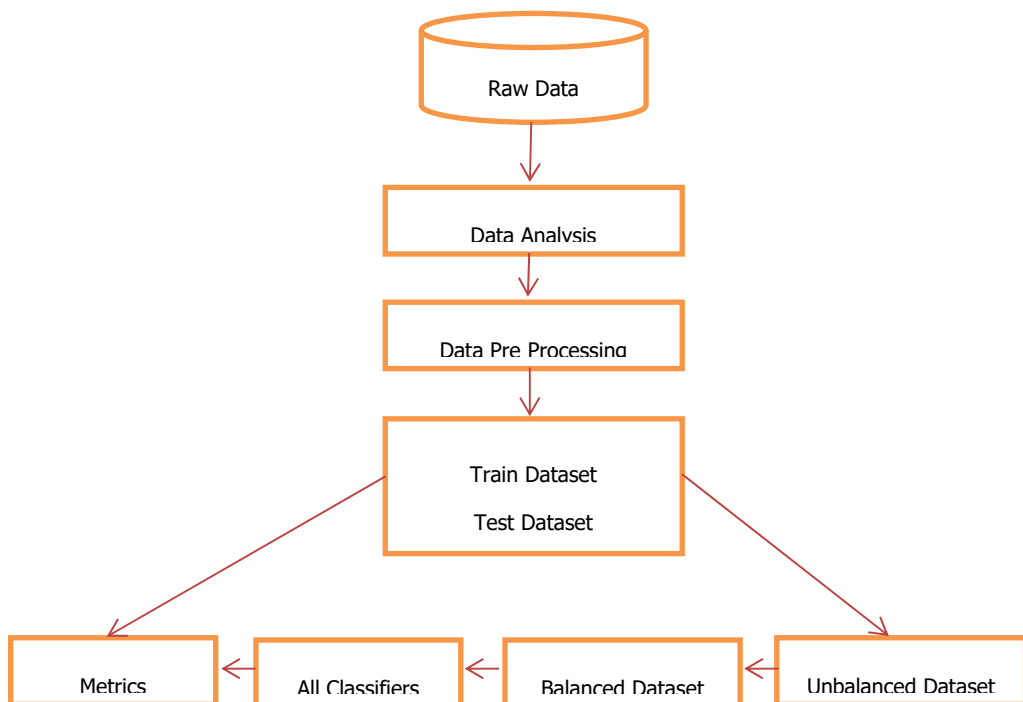 Raw Data
Data Analysis
Data Pre Processing
Train Dataset
Test Dataset
Metrics
All Classifiers
Balanced Dataset
Unbalanced Dataset